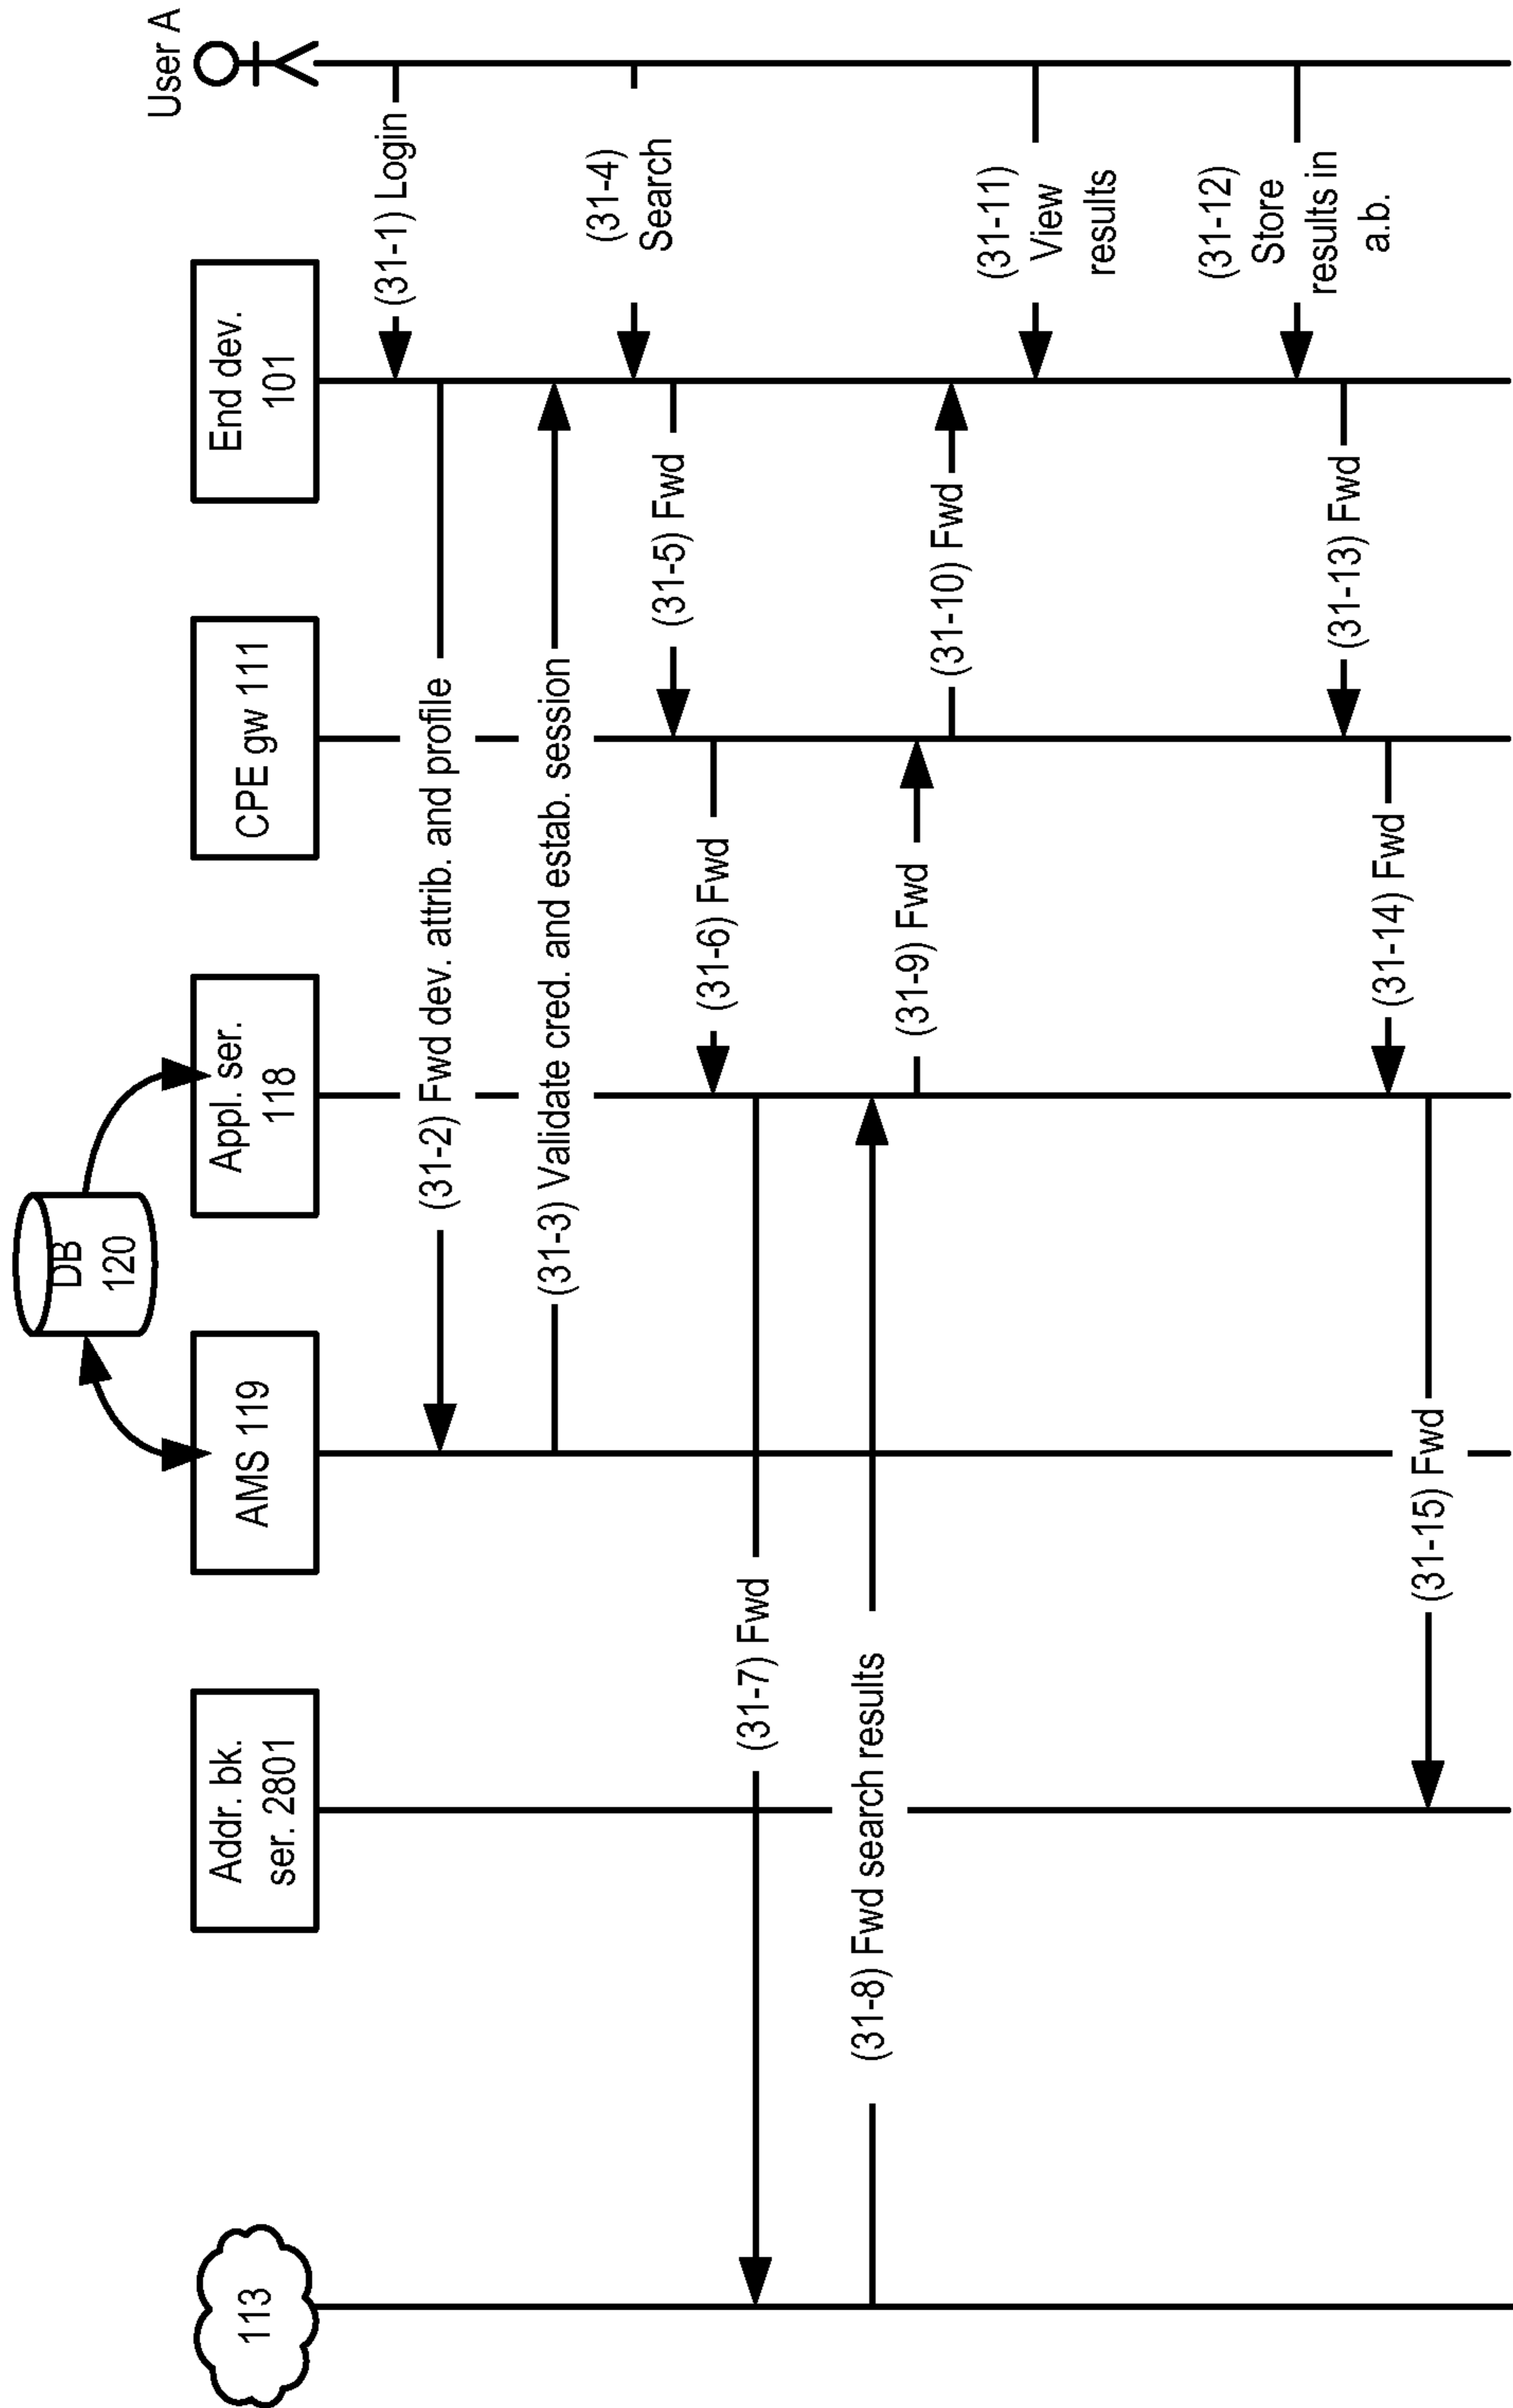 DB
120
113
Addr. bk.
ser. 2801
AMS 119
Appl. ser.
118
CPE gw 111
End dev.
101
User A
(31-1) Login
(31-2) Fwd dev. attrib. and profile
(31-3) Validate cred. and estab. session
(31-4)
Search
(31-5) Fwd
(31-6) Fwd
(31-7) Fwd
(31-8) Fwd search results
(31-9) Fwd
(31-10) Fwd
(31-11)
View
results
(31-12)
Store
results in
a.b.
(31-13) Fwd
(31-14) Fwd
(31-15) Fwd